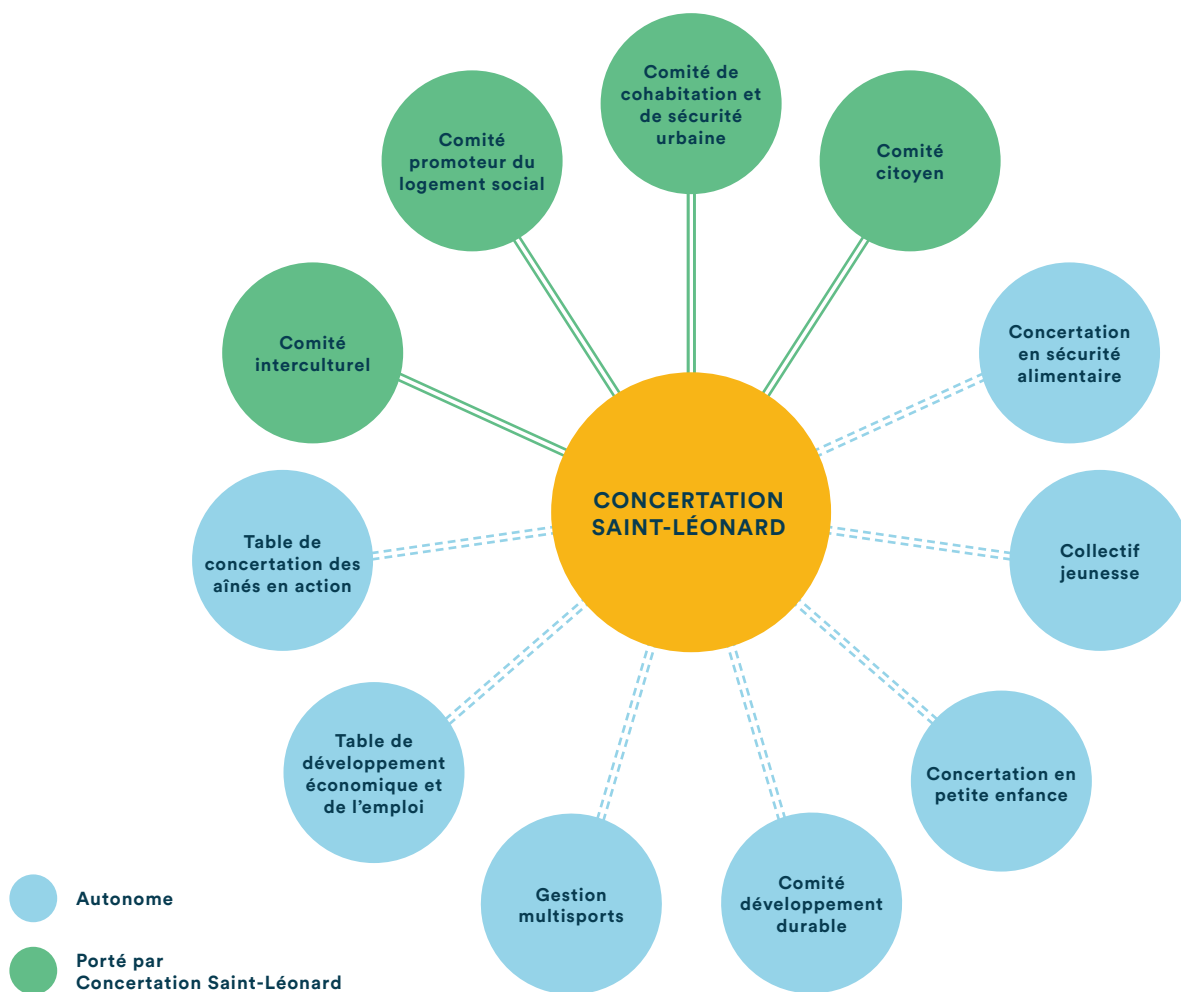 Comité de
cohabitation et
de sécurité
urbaine
Comité
promoteur du
logement social
Comité
citoyen
Comité
interculturel
Concertation
en sécurité
alimentaire
CONCERTATION
SAINT-LÉONARD
Table de
concertation des
aînés en action
Collectif
jeunesse
Table de
développement
économique et
de l’emploi
Concertation en
petite enfance
Gestion
multisports
Comité
développement
durable
Autonome
Porté par
Concertation Saint-Léonard